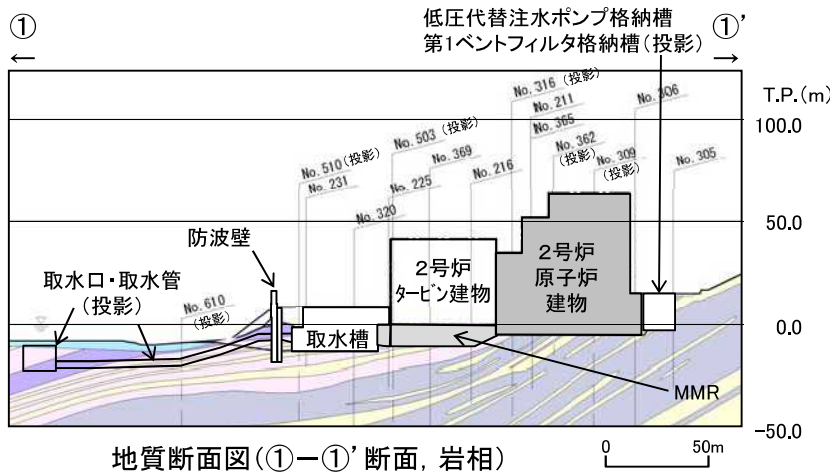 ①
①’
低圧代替注水ポンプ格納槽
第1ベントフィルタ格納槽(投影)
T.P.(m)
100.0
50.0
0.0
-50.0
No. 316 (投影)
No. 211
No. 365
No. 362
(投影)
No. 309
(投影)
No. 306
No. 305
No. 510 (投影)
No. 231
No. 503 (投影)
No. 369
No. 225
No. 320
No. 216
防波壁
取水口・取水管
(投影)
No. 610
(投影)
2号炉
タービン建物
2号炉
原子炉
建物
取水槽
MMR
地質断面図(①-①’断面, 岩相)
0
50m